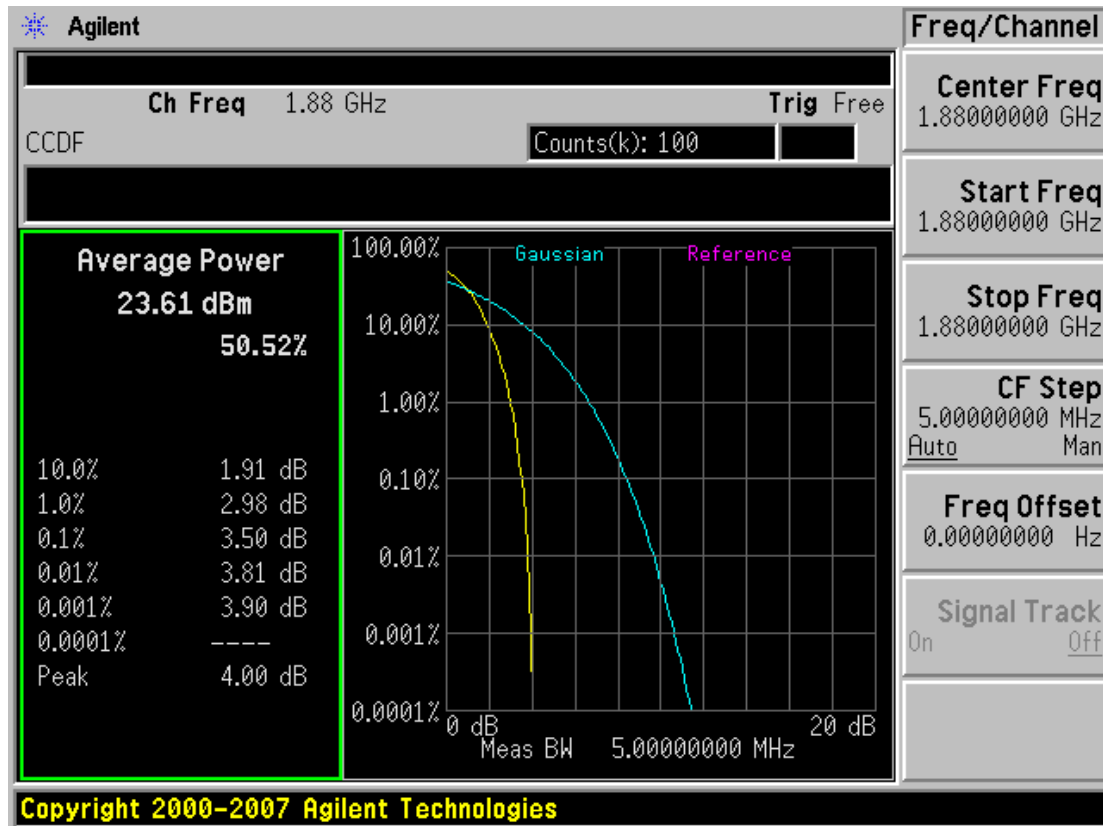 Agilent
Freq/Channel
Ch Freq 1.88 GHz Trig Free
CCDF Counts(k): 100
Average Power
23.61 dBm
50.52%
10.0% 1.91 dB
1.0% 2.98 dB
0.1% 3.50 dB
0.01% 3.81 dB
0.001% 3.90 dB
0.0001% ----
Peak 4.00 dB
Gaussian Reference
100.00%
10.00%
1.00%
0.10%
0.01%
0.001%
0.0001%
0 dB 20 dB
Meas BW 5.00000000 MHz
Center Freq
1.88000000 GHz
Start Freq
1.88000000 GHz
Stop Freq
1.88000000 GHz
CF Step
5.00000000 MHz
Auto Man
Freq Offset
0.00000000 Hz
Signal Track
On Off
Copyright 2000-2007 Agilent Technologies